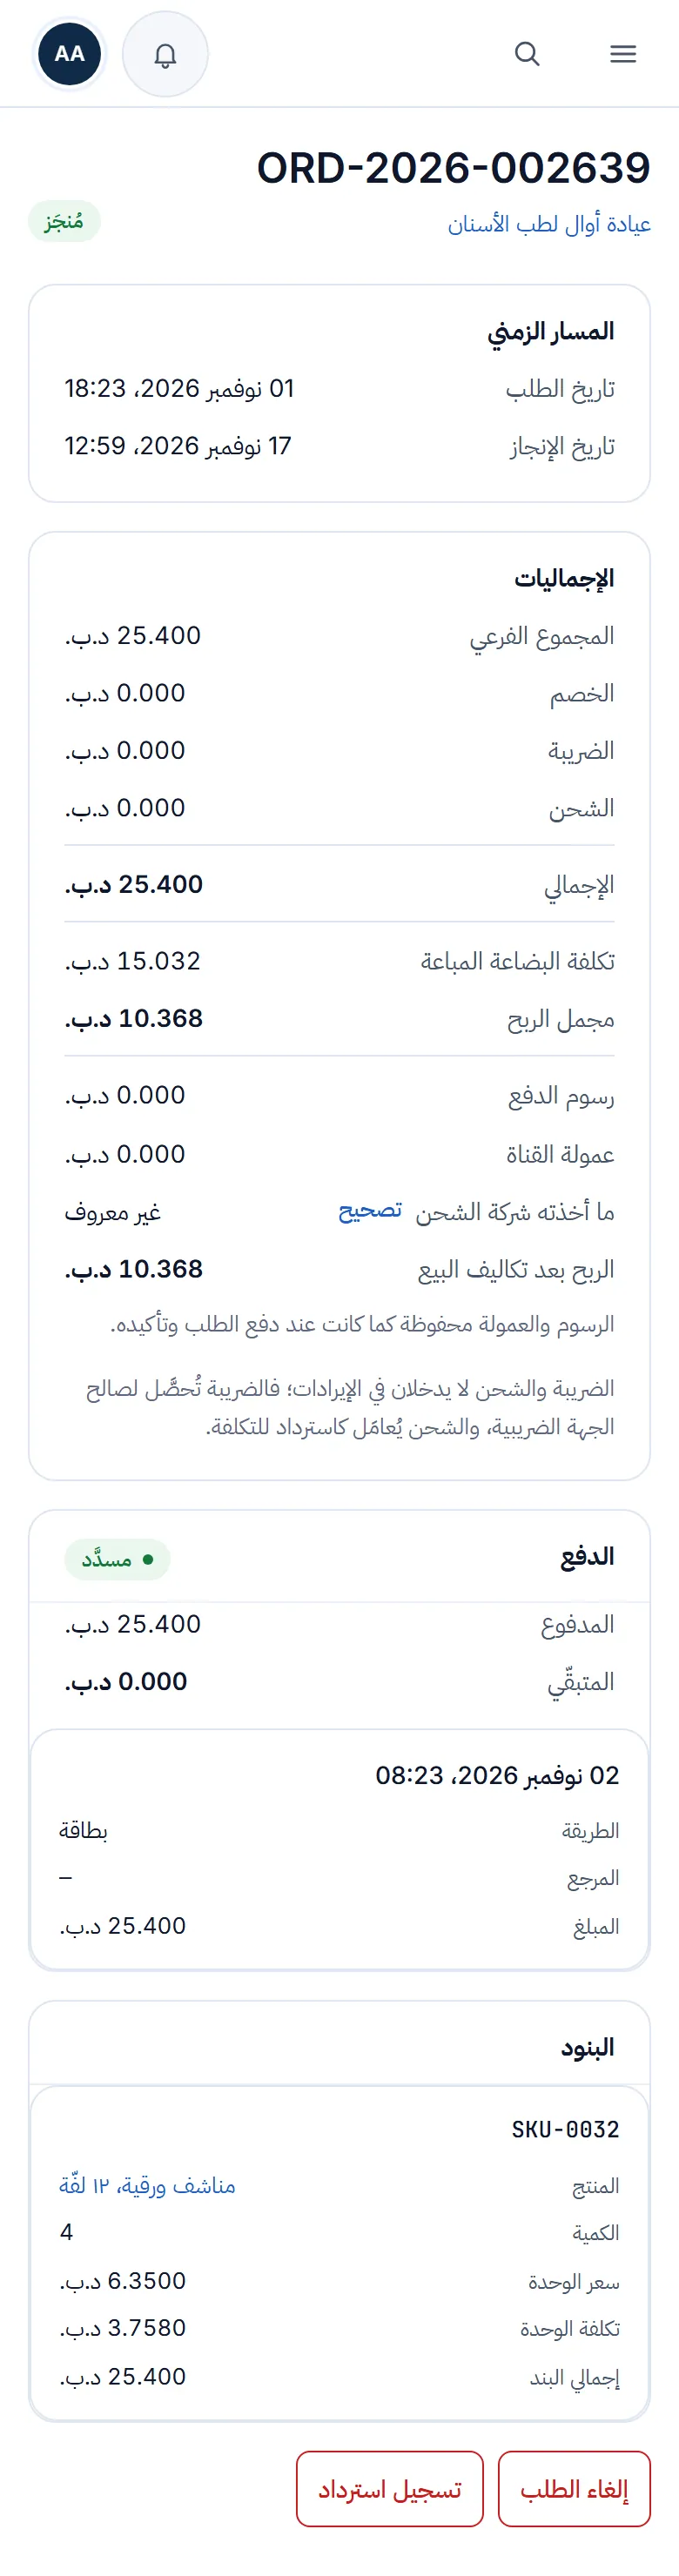 AA
ORD-2026-002639
عيادة أوال لطب الأسنان
مُنجَز
المسار الزمني
تاريخ الطلب 01 نوفمبر 2026، 18:23
تاريخ الإنجاز 17 نوفمبر 2026، 12:59
الإجماليات
المجموع الفرعي 25.400 د.ب.
الخصم 0.000 د.ب.
الضريبة 0.000 د.ب.
الشحن 0.000 د.ب.
الإجمالي 25.400 د.ب.
تكلفة البضاعة المباعة 15.032 د.ب.
مجمل الربح 10.368 د.ب.
رسوم الدفع 0.000 د.ب.
عمولة القناة 0.000 د.ب.
ما أخذته شركة الشحن تصحيح غير معروف
الربح بعد تكاليف البيع 10.368 د.ب.
الرسوم والعمولة محفوظة كما كانت عند دفع الطلب وتأكيده.
الضريبة والشحن لا يدخلان في الإيرادات؛ فالضريبة تُحصَّل لصالح
الجهة الضريبية، والشحن يُعامَل كاسترداد للتكلفة.
الدفع مسدَّد
المدفوع 25.400 د.ب.
المتبقّي 0.000 د.ب.
02 نوفمبر 2026، 08:23
الطريقة بطاقة
المرجع –
المبلغ 25.400 د.ب.
البنود
SKU-0032
المنتج مناشف ورقية، ١٢ لفّة
الكمية 4
سعر الوحدة 6.3500 د.ب.
تكلفة الوحدة 3.7580 د.ب.
إجمالي البند 25.400 د.ب.
إلغاء الطلب تسجيل استرداد